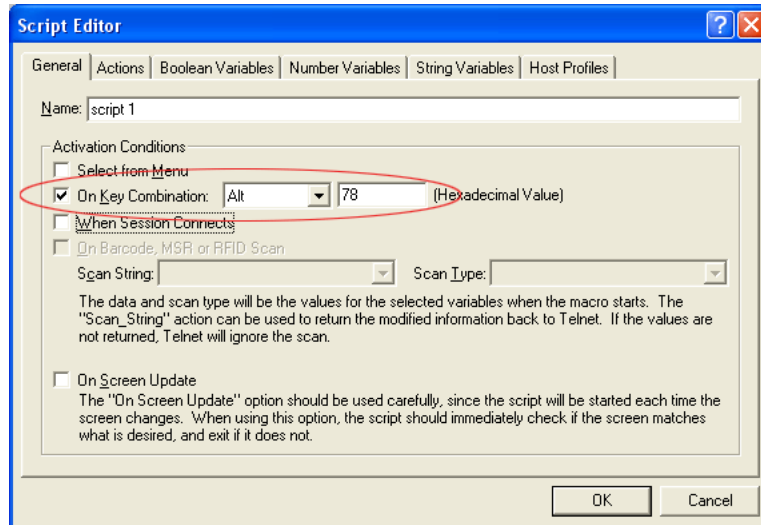 Script Editor
General Actions Boolean Variables Number Variables String Variables Host Profiles
Name: script 1
Activation Conditions
Select from Menu
On Key Combination: Alt 78 (Hexadecimal Value)
When Session Connects
On Barcode, MSR or RFID Scan
Scan String: Scan Type:
The data and scan type will be the values for the selected variables when the macro starts. The
"Scan_String" action can be used to return the modified information back to Telnet. If the values are
not returned, Telnet will ignore the scan.
On Screen Update
The "On Screen Update" option should be used carefully, since the script will be started each time the
screen changes. When using this option, the script should immediately check if the screen matches
what is desired, and exit if it does not.
OK Cancel